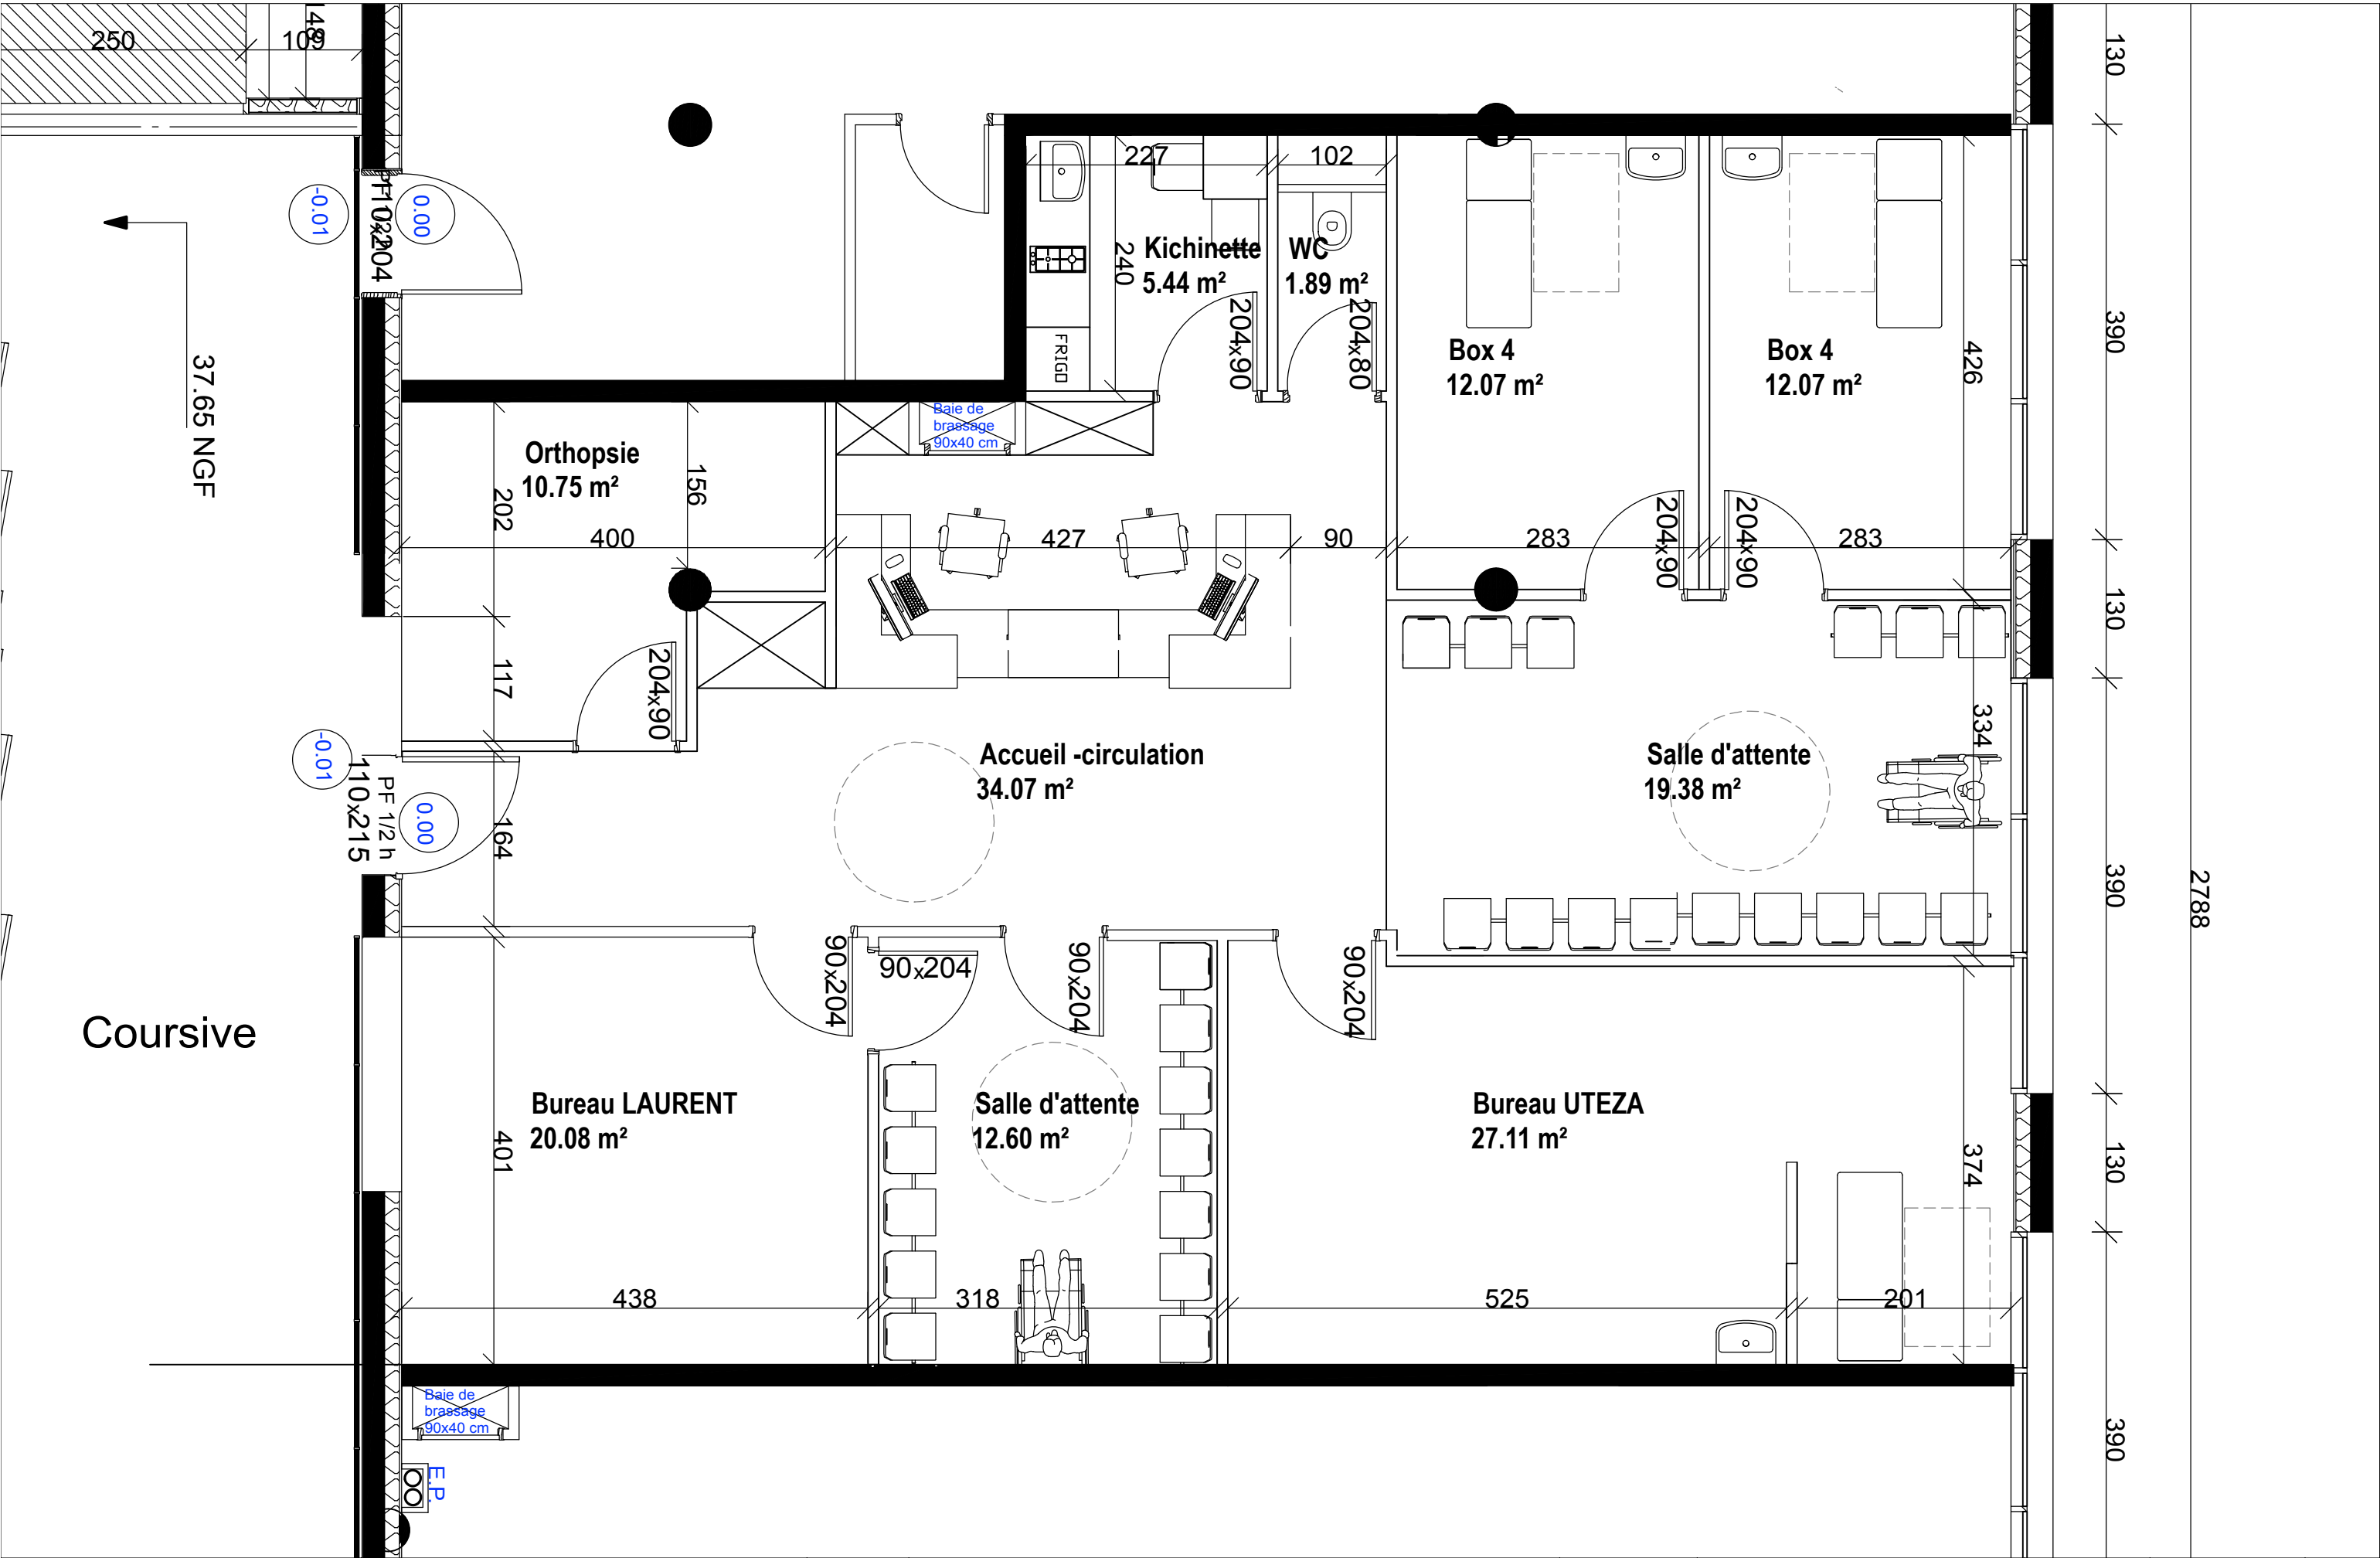 250
109
148
130
227
102
-0.01
0.00
Kichinette
5.44 m²
WC
1.89 m²
240
204x90
204x80
FRIGO
Box 4
12.07 m²
Box 4
12.07 m²
426
390
37.65 NGF
Baie de
brassage
90x40 cm
Orthopsie
10.75 m²
202
156
400
427
90
283
204x90
204x90
283
130
117
204x90
334
-0.01
110x215
PF 1/2 h
0.00
164
Accueil -circulation
34.07 m²
Salle d'attente
19.38 m²
390
2788
90x204
90x204
90x204
90x204
Coursive
Bureau LAURENT
20.08 m²
Salle d'attente
12.60 m²
Bureau UTEZA
27.11 m²
401
374
130
438
318
525
201
Baie de
brassage
90x40 cm
390
E.P.